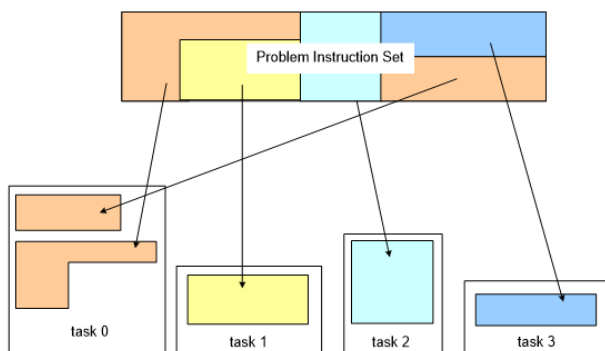 Problem Instruction Set
task 0
task 1
task 2
task 3